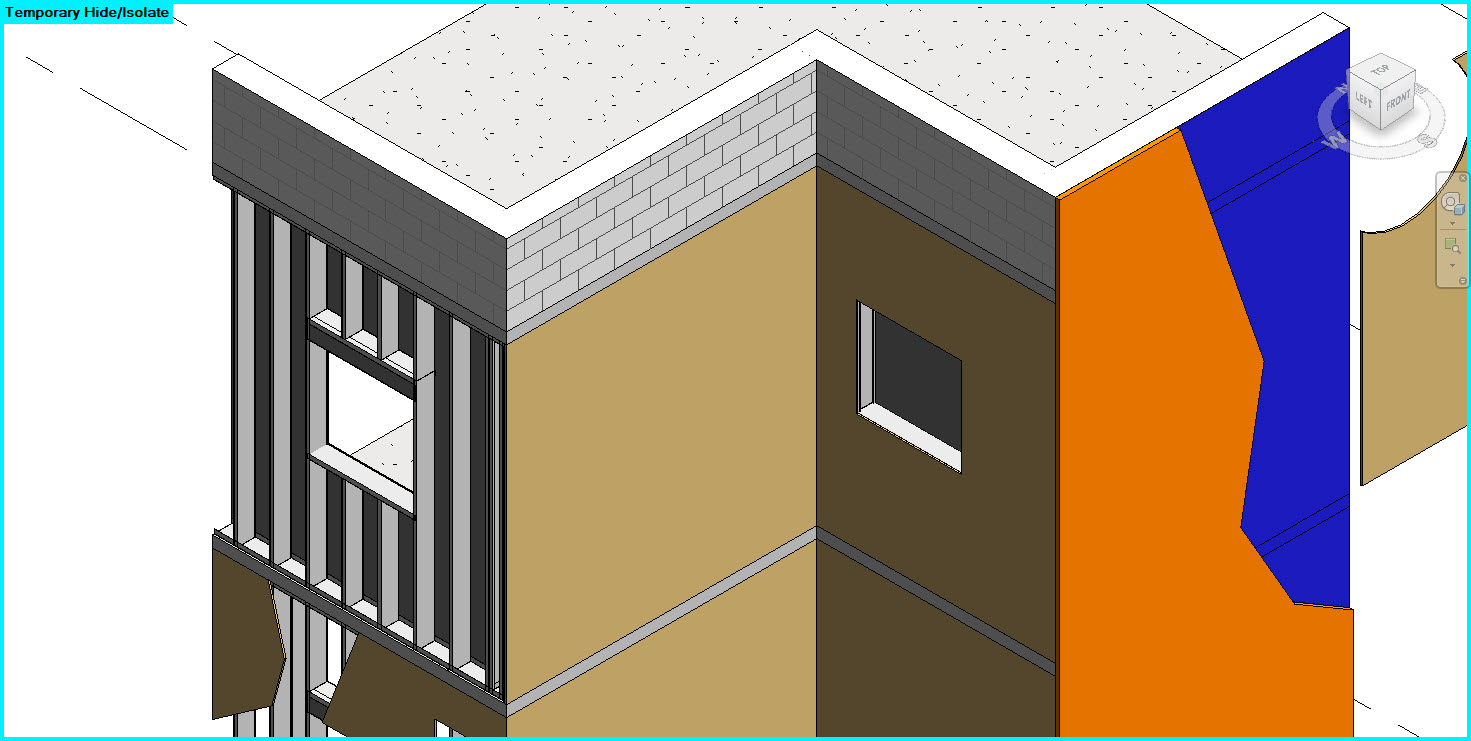 Temporary Hide/Isolate
TOP
LEFT
FRONT
W
S